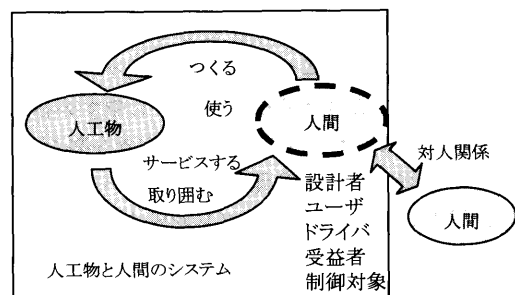 つくる
使う
人工物
人間
サービスする
取り囲む
対人関係
設計者
ユーザ
ドライバ
受益者
制御対象
人間
人工物と人間のシステム